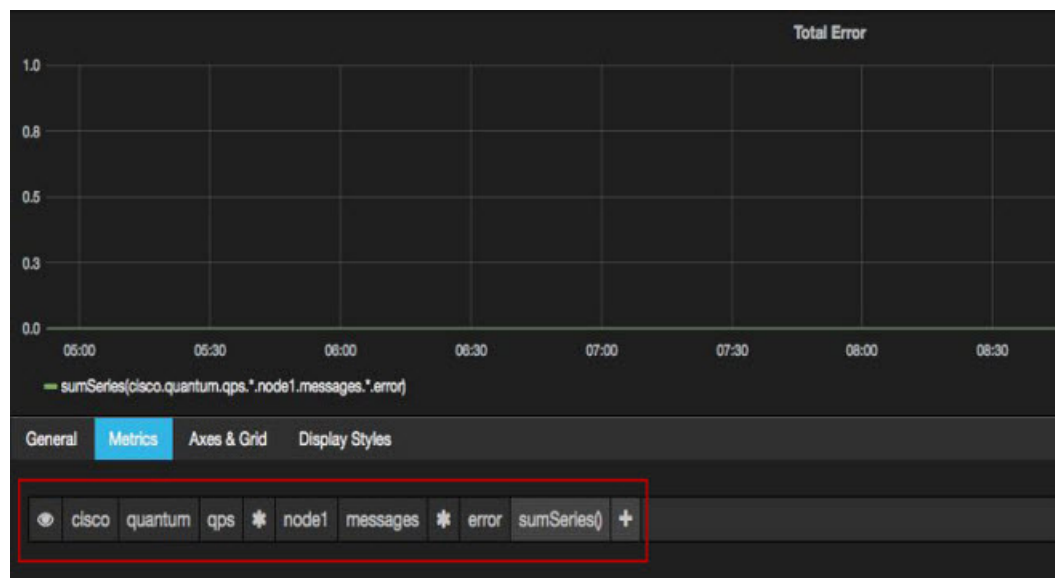 Total Error
1.0
0.8
0.5
0.3
0.0
05:00 05:30 06:00 06:30 07:00 07:30 08:00 08:30
sumSeries(cisco.quantum.qps.*.node1.messages.*.error)
General Metrics Axes & Grid Display Styles
cisco quantum qps * node1 messages * error sumSeries() +